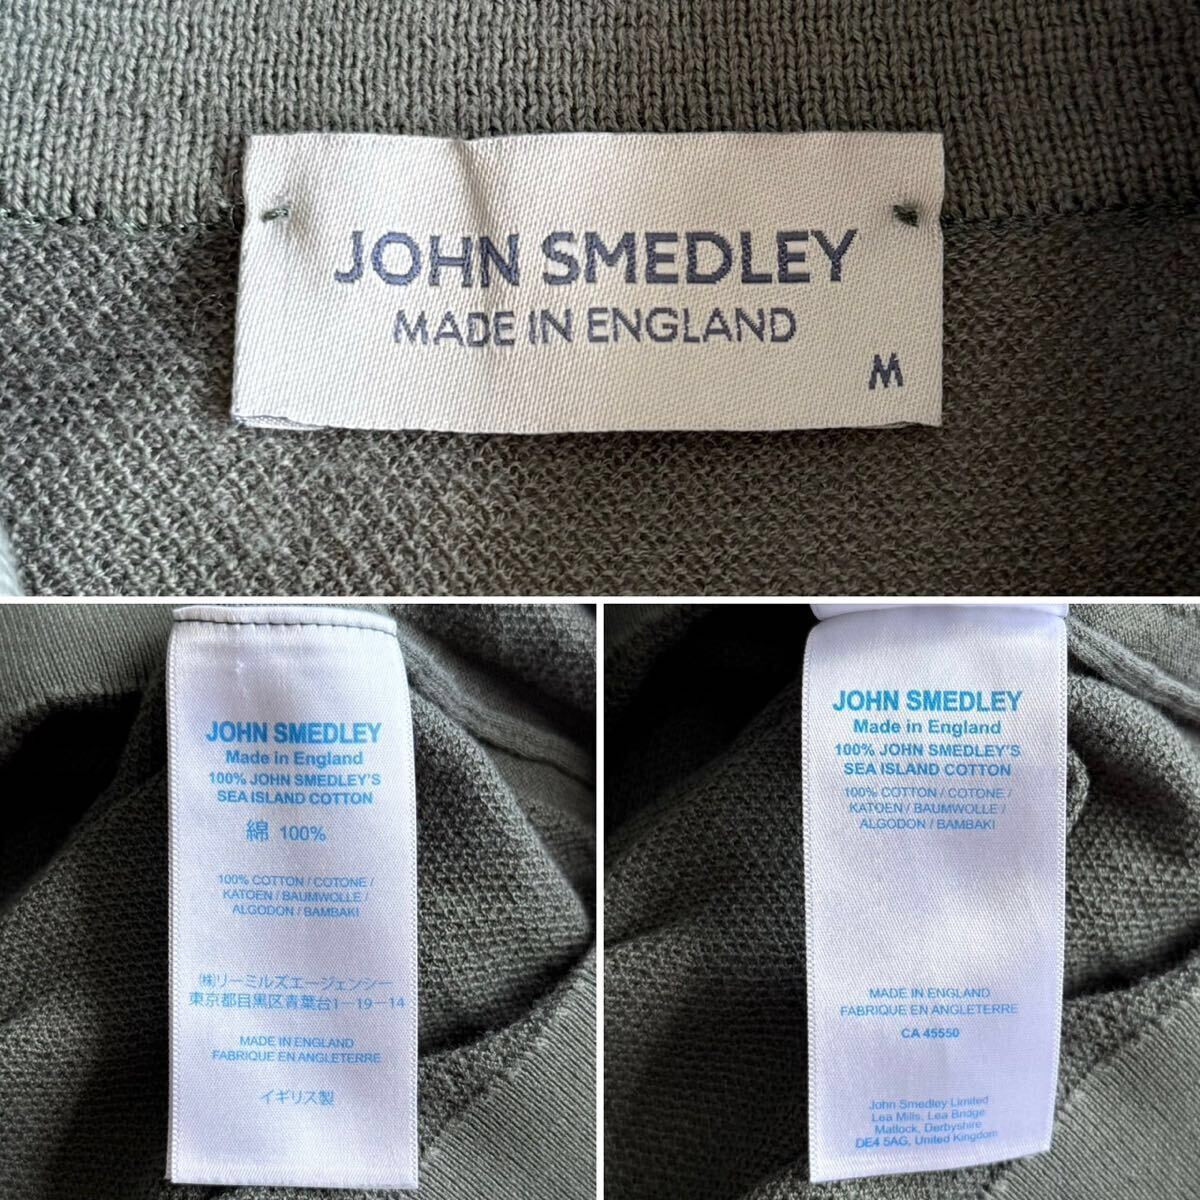 JOHN SMEDLEY
MADE IN ENGLAND
M
JOHN SMEDLEY
Made in England
100% JOHN SMEDLEY'S
SEA ISLAND COTTON
綿 100%
100% COTTON / COTONE /
KATOEN / BAUMWOLLE /
ALGODON / BAMBAKI
㈱リーミルズエージェンシー
東京都目黒区青葉台1-19-14
MADE IN ENGLAND
FABRIQUE EN ANGLETERRE
イギリス製
JOHN SMEDLEY
Made in England
100% JOHN SMEDLEY'S
SEA ISLAND COTTON
100% COTTON / COTONE /
KATOEN / BAUMWOLLE /
ALGODON / BAMBAKI
MADE IN ENGLAND
FABRIQUE EN ANGLETERRE
CA 45550
John Smedley Limited
Lea Mills, Lea Bridge
Matlock, Derbyshire
DE4 5AG, United Kingdom